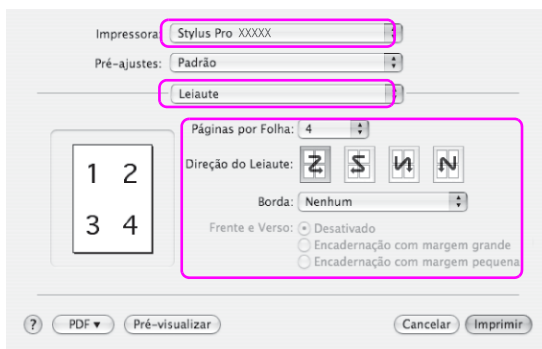 Impressora: Stylus Pro XXXXX
Pré-ajustes: Padrão
Leiaute
Páginas por Folha: 4
Direção do Leiaute:
Borda: Nenhum
Frente e Verso: Desativado
Encadernação com margem grande
Encadernação com margem pequena
1 2
3 4
? PDF Pré-visualizar Cancelar Imprimir